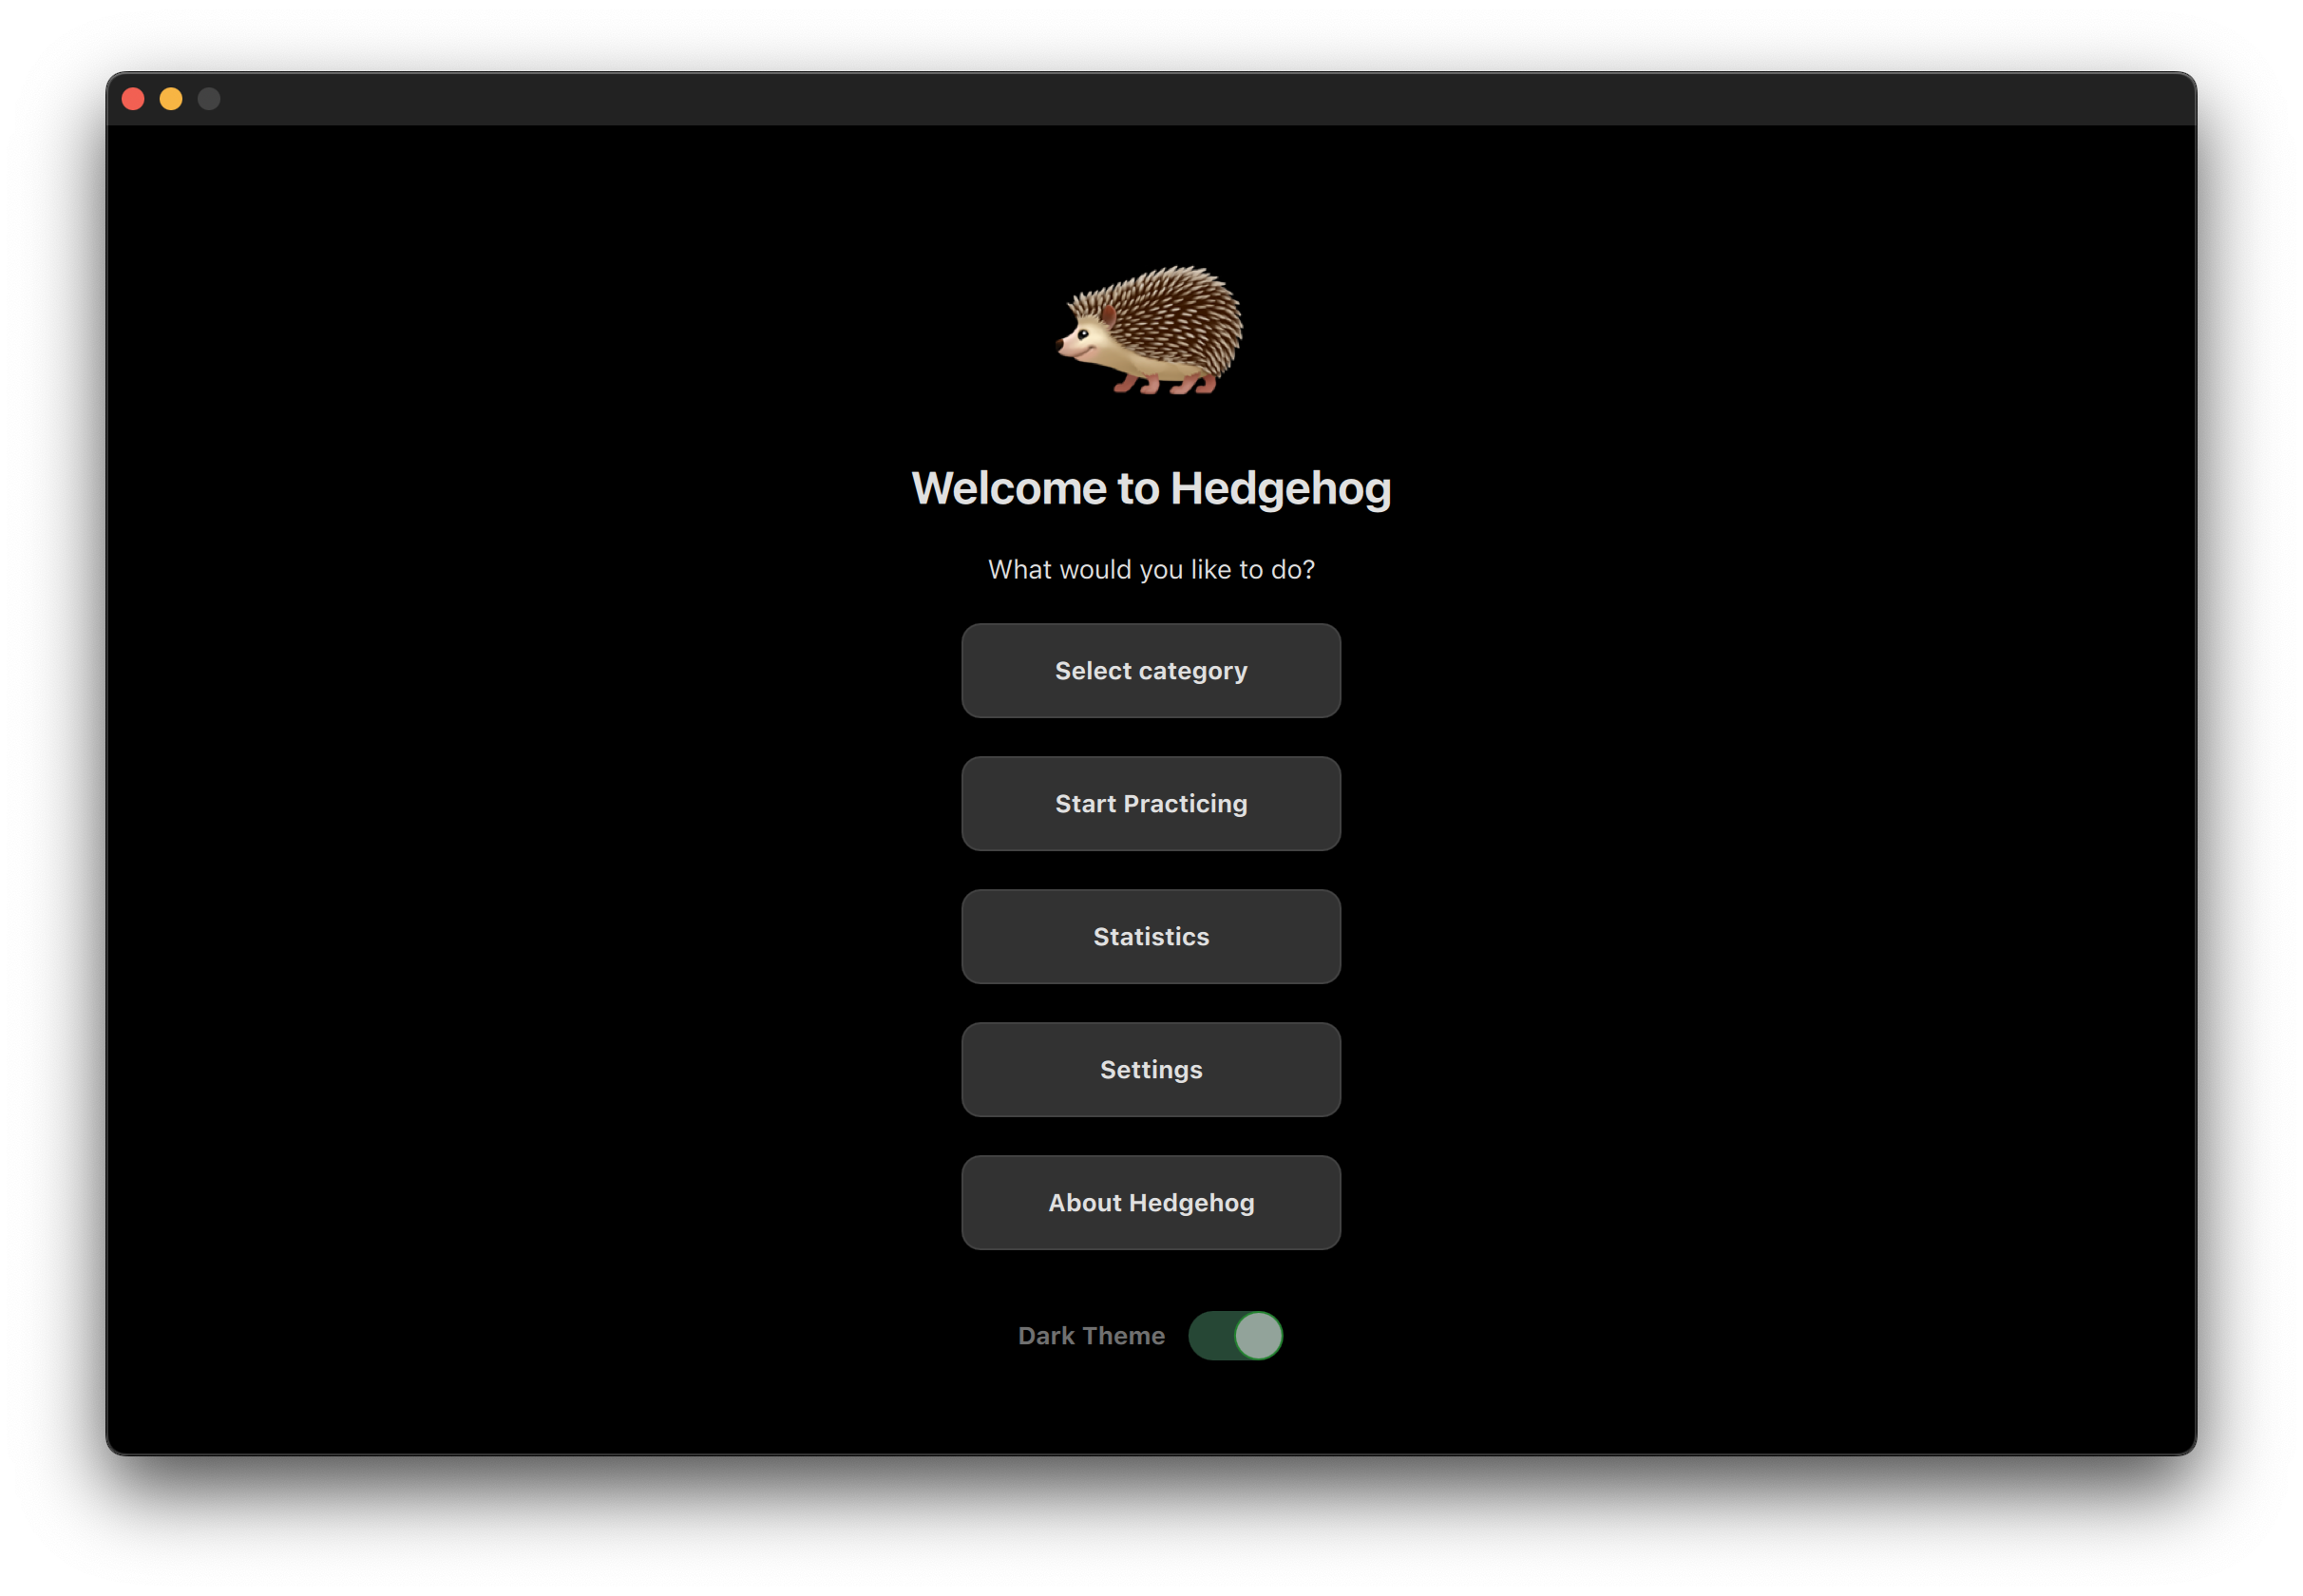 Welcome to Hedgehog
What would you like to do?
Select category
Start Practicing
Statistics
Settings
About Hedgehog
Dark Theme